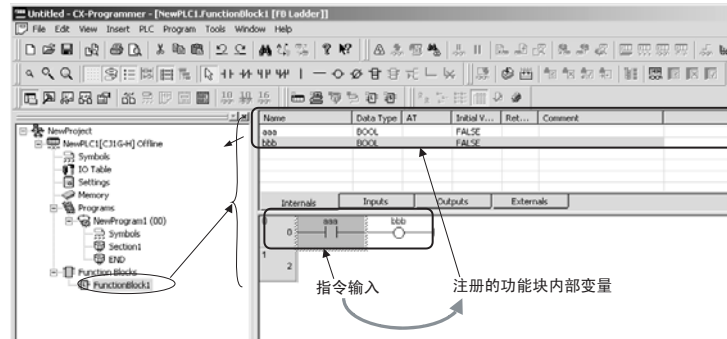 Untitled - CX-Programmer - [NewPLC1.FunctionBlock1 [FB Ladder]]
File Edit View Insert PLC Program Tools Window Help
Name Data Type AT Initial V... Ret... Comment
aaa BOOL FALSE
bbb BOOL FALSE
NewProject
NewPLC1[CJ1G-H] Offline
Symbols
IO Table
Settings
Memory
Programs
NewProgram1 (00)
Symbols
Section1
END
Function Blocks
FunctionBlock1
Internals Inputs Outputs Externals
0
0
aaa
bbb
1
2
指令输入
注册的功能块内部变量